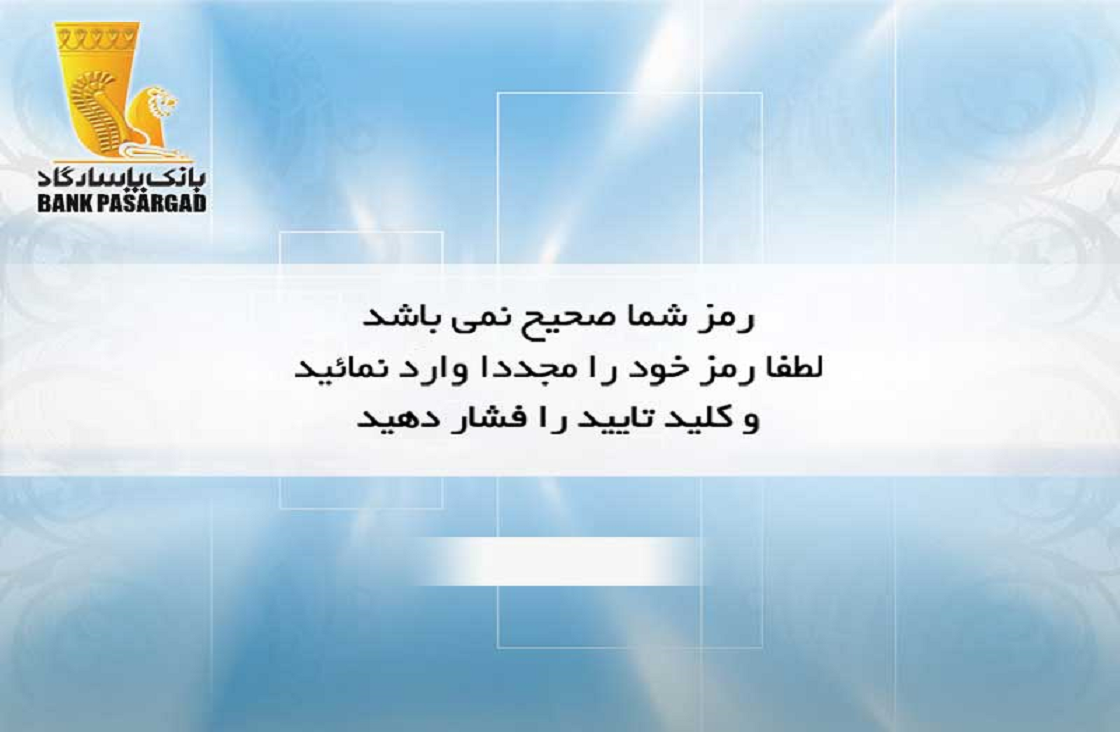 بانک پاسارگاد
BANK PASARGAD
رمز شما صحیح نمی باشد
لطفا رمز خود را مجددا وارد نمائید
و کلید تایید را فشار دهید